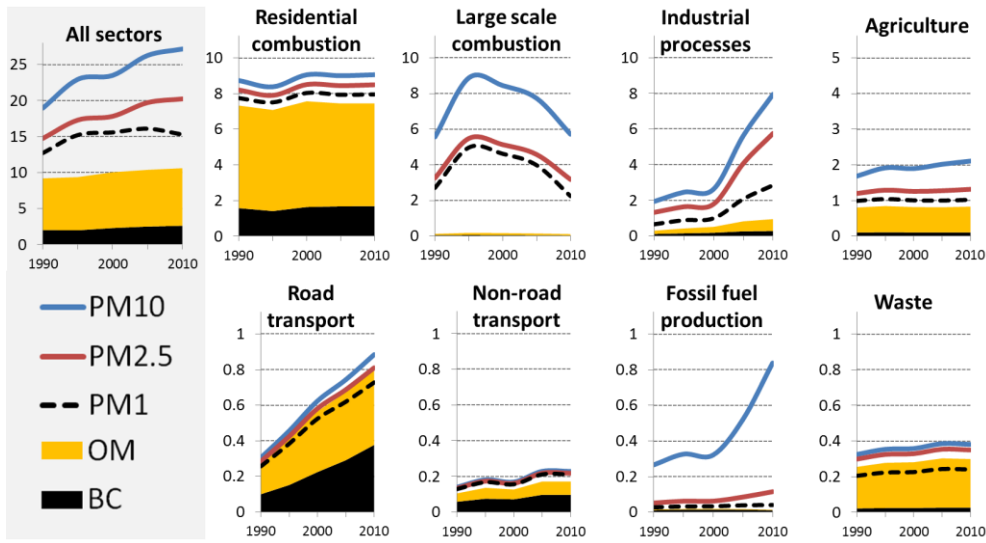 All sectors
25
20
15
10
5
0
1990 2000 2010
Residential
combustion
10
8
6
4
2
0
1990 2000 2010
Large scale
combustion
10
8
6
4
2
0
1990 2000 2010
Industrial
processes
10
8
6
4
2
0
1990 2000 2010
Agriculture
5
4
3
2
1
0
1990 2000 2010
PM10
PM2.5
PM1
OM
BC
Road
transport
1
0.8
0.6
0.4
0.2
0
1990 2000 2010
Non-road
transport
1
0.8
0.6
0.4
0.2
0
1990 2000 2010
Fossil fuel
production
1
0.8
0.6
0.4
0.2
0
1990 2000 2010
Waste
1
0.8
0.6
0.4
0.2
0
1990 2000 2010